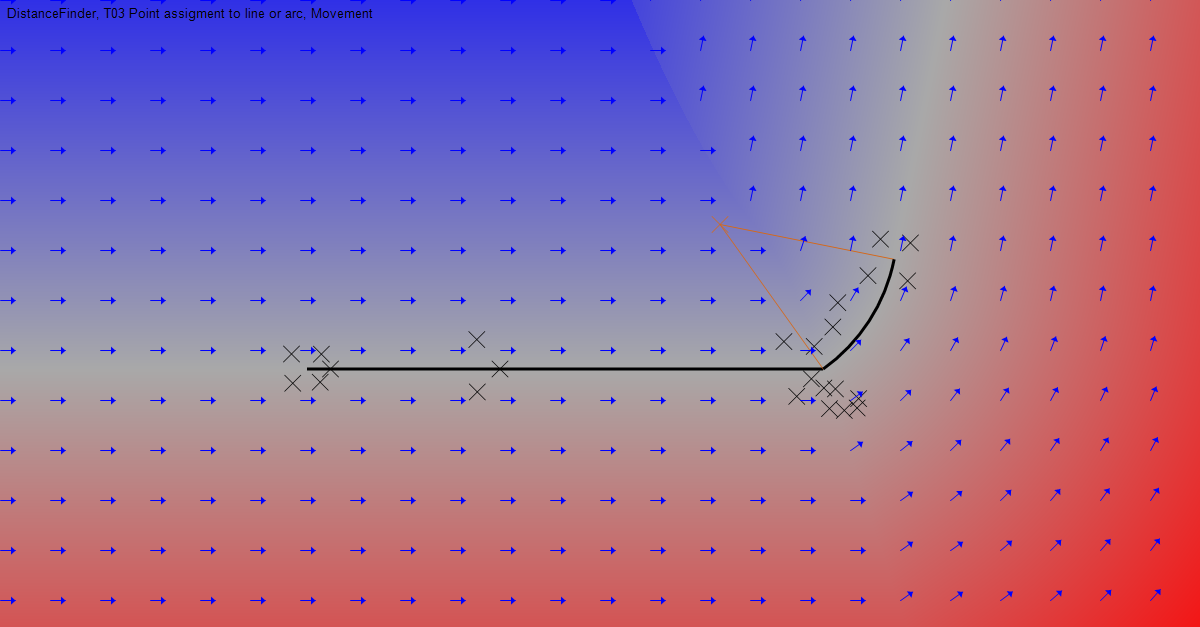 DistanceFinder, T03 Point assigment to line or arc, Movement